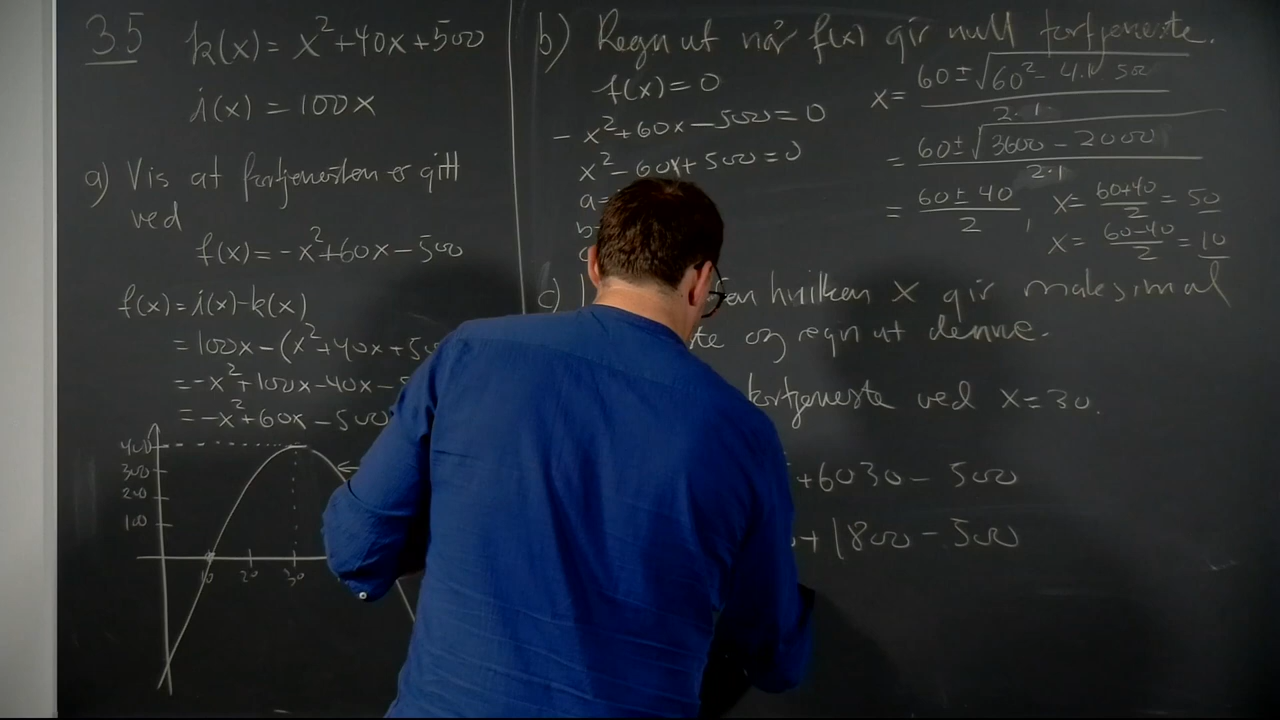 35
k(x) = x²+40x+500
i(x) = 100x
a) Vis at fortjenesten er gitt
ved
f(x) = -x²+60x-500
f(x) = i(x)-k(x)
= 100x-(x²+40x+50
= -x²+100x-40x-
= -x²+60x-500
400
300
200
100
10 20 30
b) Regn ut når f(x) gir null fortjeneste.
f(x) = 0
-x²+60x-500 = 0
x²-60x+500 = 0
a=
b
x = (60±√(60²-4·1·500))/(2·1)
= (60±√(3600-2000))/(2·1)
= (60±40)/2, x = (60+40)/2 = 50
x = (60-40)/2 = 10
c) hvilken x gir maksimal
og regn ut denne.
fortjeneste ved x=30.
+6030-500
+1800-500